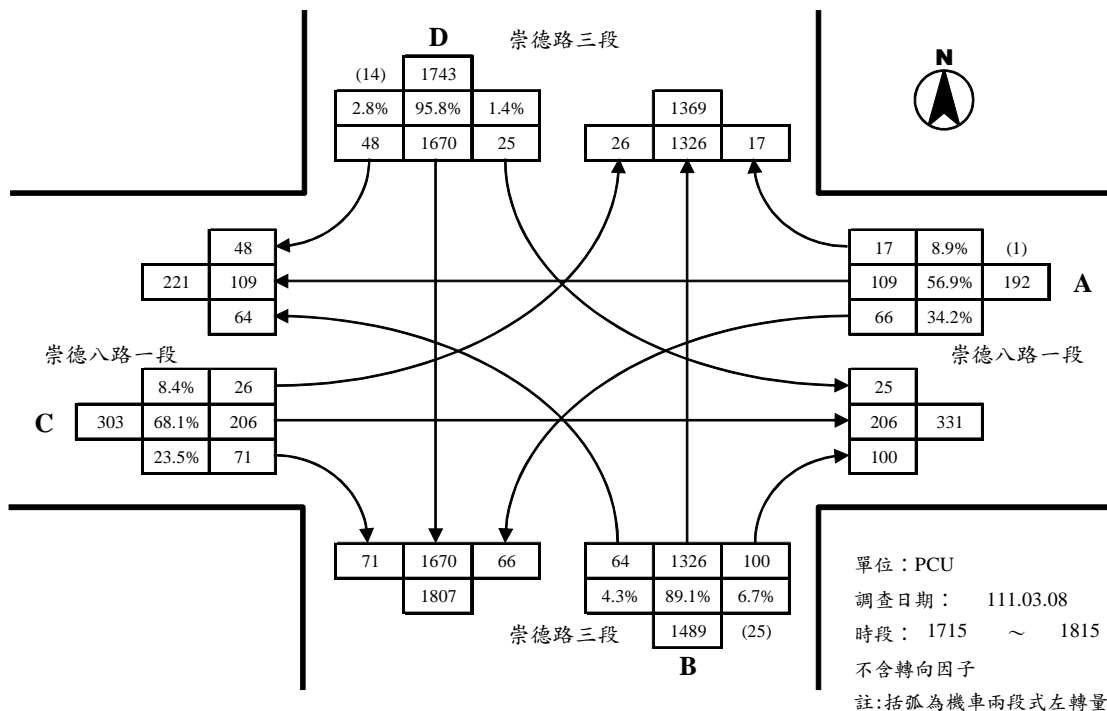 D 崇德路三段
N
(14) 1743
2.8% 95.8% 1.4%
48 1670 25
1369
26 1326 17
48
221 109
64
17 8.9% (1)
109 56.9% 192
66 34.2%
A
崇德八路一段
崇德八路一段
8.4% 26
303 68.1% 206
23.5% 71
C
25
206 331
100
71 1670 66
1807
64 1326 100
4.3% 89.1% 6.7%
1489 (25)
崇德路三段
B
單位：PCU
調查日期： 111.03.08
時段： 1715 ～ 1815
不含轉向因子
註:括弧為機車兩段式左轉量